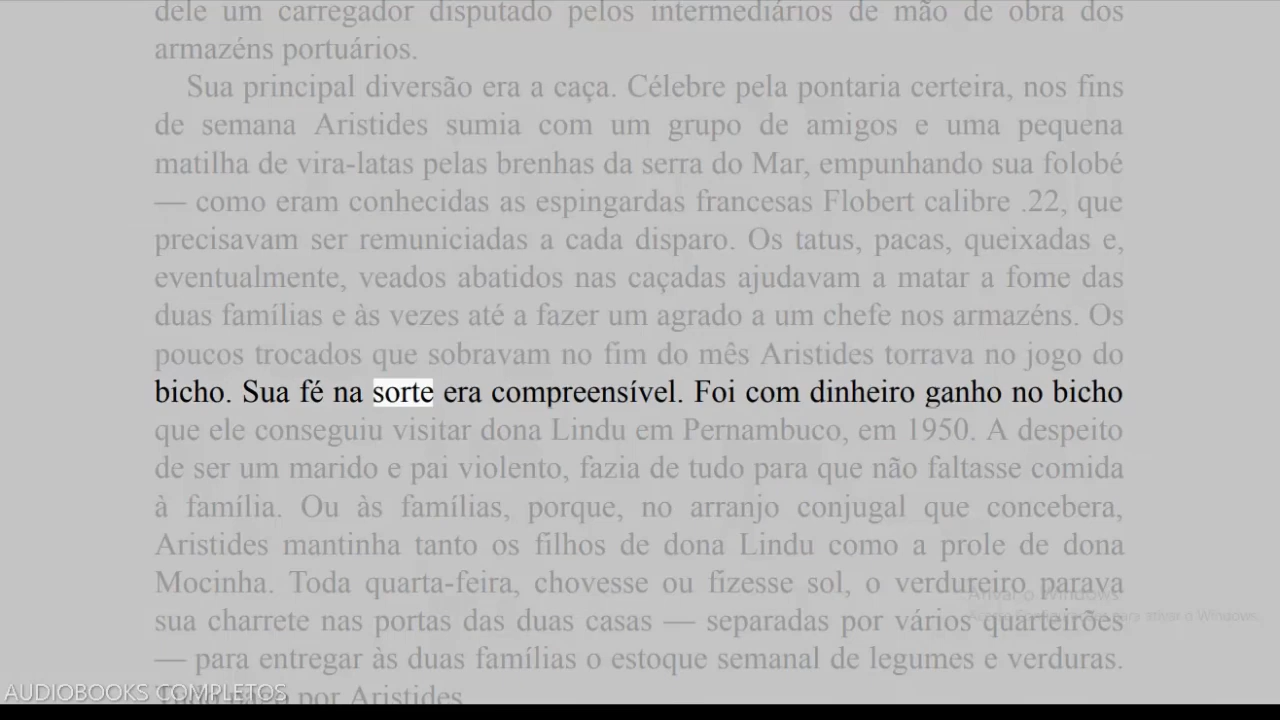 dele um carregador disputado pelos intermediários de mão de obra dos
armazéns portuários.
Sua principal diversão era a caça. Célebre pela pontaria certeira, nos fins
de semana Aristides sumia com um grupo de amigos e uma pequena
matilha de vira-latas pelas brenhas da serra do Mar, empunhando sua folobé
— como eram conhecidas as espingardas francesas Flobert calibre .22, que
precisavam ser remuniciadas a cada disparo. Os tatus, pacas, queixadas e,
eventualmente, veados abatidos nas caçadas ajudavam a matar a fome das
duas famílias e às vezes até a fazer um agrado a um chefe nos armazéns. Os
poucos trocados que sobravam no fim do mês Aristides torrava no jogo do
bicho. Sua fé na sorte era compreensível. Foi com dinheiro ganho no bicho
que ele conseguiu visitar dona Lindu em Pernambuco, em 1950. A despeito
de ser um marido e pai violento, fazia de tudo para que não faltasse comida
à família. Ou às famílias, porque, no arranjo conjugal que concebera,
Aristides mantinha tanto os filhos de dona Lindu como a prole de dona
Mocinha. Toda quarta-feira, chovesse ou fizesse sol, o verdureiro parava
Ativar o Windows
sua charrete nas portas das duas casas — separadas por vários quarteirões
para ativar o Windows.
— para entregar às duas famílias o estoque semanal de legumes e verduras.
AUDIOBOOKS COMPLETOS
por Aristides.